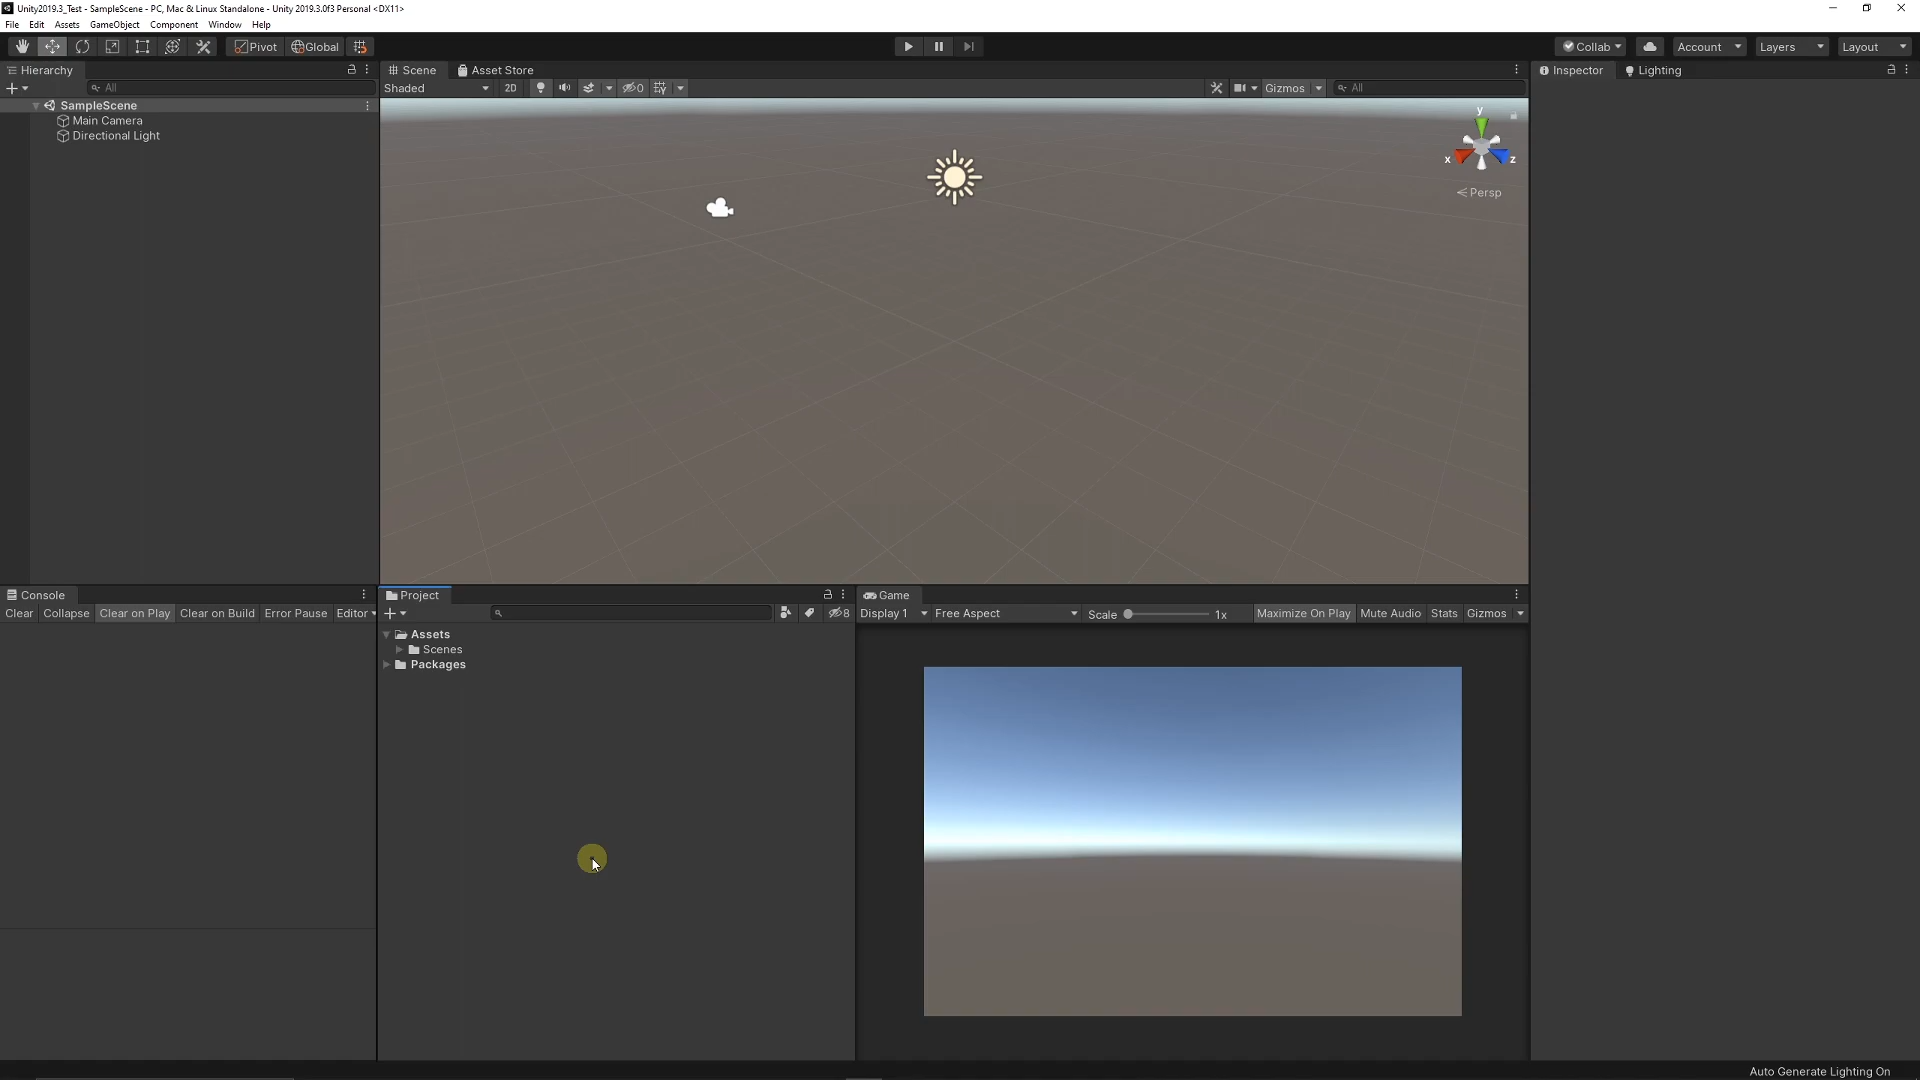 Unity2019.3_Test - SampleScene - PC, Mac & Linux Standalone - Unity 2019.3.0f3 Personal <DX11>
File Edit Assets GameObject Component Window Help
Pivot Global Collab Account Layers Layout
Hierarchy Scene Asset Store Inspector Lighting
All Shaded 2D 0 Gizmos All
SampleScene
Main Camera
Directional Light
y
x z
Persp
Console Project Game
Clear Collapse Clear on Play Clear on Build Error Pause Editor 8 Display 1 Free Aspect Scale 1x Maximize On Play Mute Audio Stats Gizmos
Assets
Scenes
Packages
Auto Generate Lighting On